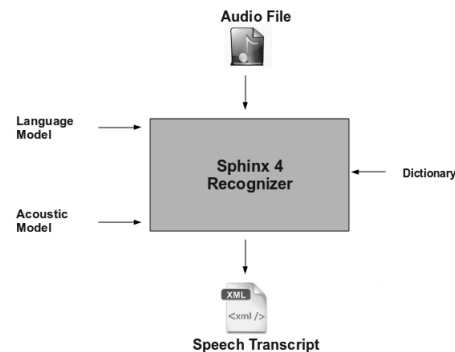 Audio File
Language
Model
Sphinx 4
Recognizer
Dictionary
Acoustic
Model
XML
<xml />
Speech Transcript